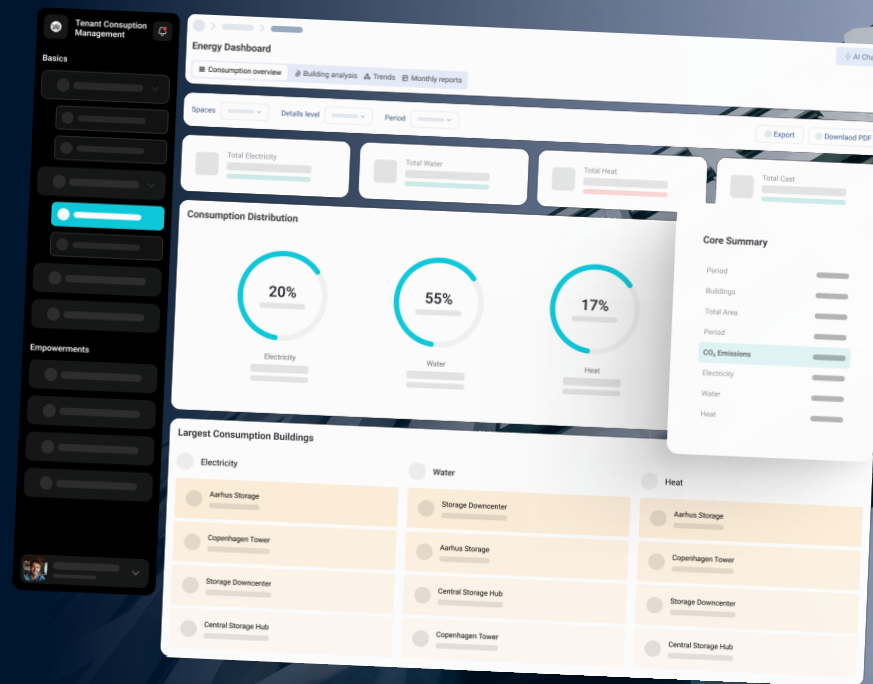 Tenant Consuption
Management
Basics
Empowerments
Energy Dashboard
AI Cha
Consumption overview
Building analysis
Trends
Monthly reports
Spaces
Details level
Period
Export
Downlaod PDF
Total Electricity
Total Water
Total Heat
Total Cast
Consumption Distribution
20%
Electricity
55%
Water
17%
Heat
Core Summary
Period
Buildings
Total Area
Period
CO₂ Emissions
Electricity
Water
Heat
Largest Consumption Buildings
Electricity
Aarhus Storage
Copenhagen Tower
Storage Downcenter
Central Storage Hub
Water
Storage Downcenter
Aarhus Storage
Central Storage Hub
Copenhagen Tower
Heat
Aarhus Storage
Copenhagen Tower
Storage Downcenter
Central Storage Hub